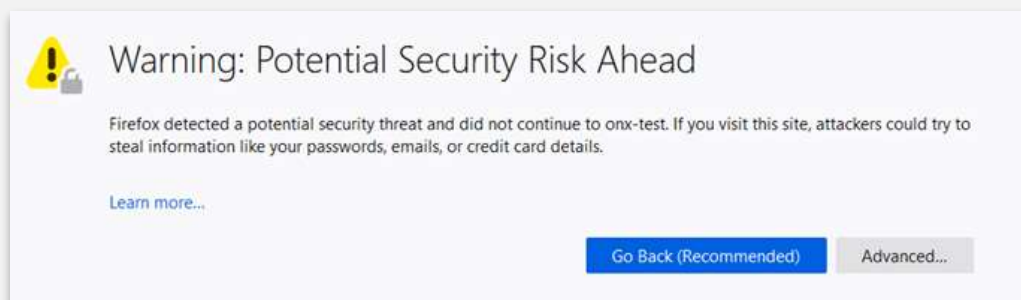 Warning: Potential Security Risk Ahead
Firefox detected a potential security threat and did not continue to onx-test. If you visit this site, attackers could try to
steal information like your passwords, emails, or credit card details.
Learn more...
Go Back (Recommended)
Advanced...